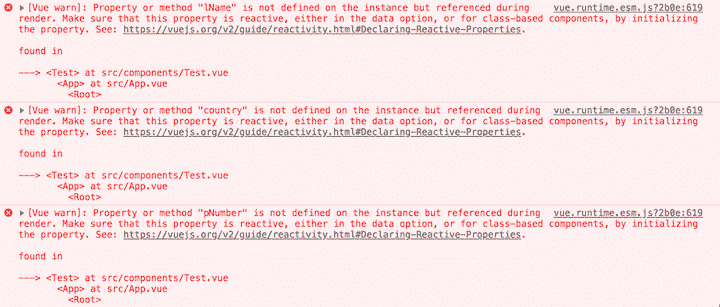 [Vue warn]: Property or method "lName" is not defined on the instance but referenced during vue.runtime.esm.js?2b0e:619
render. Make sure that this property is reactive, either in the data option, or for class-based components, by initializing
the property. See: https://vuejs.org/v2/guide/reactivity.html#Declaring-Reactive-Properties.
found in
---> <Test> at src/components/Test.vue
<App> at src/App.vue
<Root>
[Vue warn]: Property or method "country" is not defined on the instance but referenced during vue.runtime.esm.js?2b0e:619
render. Make sure that this property is reactive, either in the data option, or for class-based components, by initializing
the property. See: https://vuejs.org/v2/guide/reactivity.html#Declaring-Reactive-Properties.
found in
---> <Test> at src/components/Test.vue
<App> at src/App.vue
<Root>
[Vue warn]: Property or method "pNumber" is not defined on the instance but referenced during vue.runtime.esm.js?2b0e:619
render. Make sure that this property is reactive, either in the data option, or for class-based components, by initializing
the property. See: https://vuejs.org/v2/guide/reactivity.html#Declaring-Reactive-Properties.
found in
---> <Test> at src/components/Test.vue
<App> at src/App.vue
<Root>